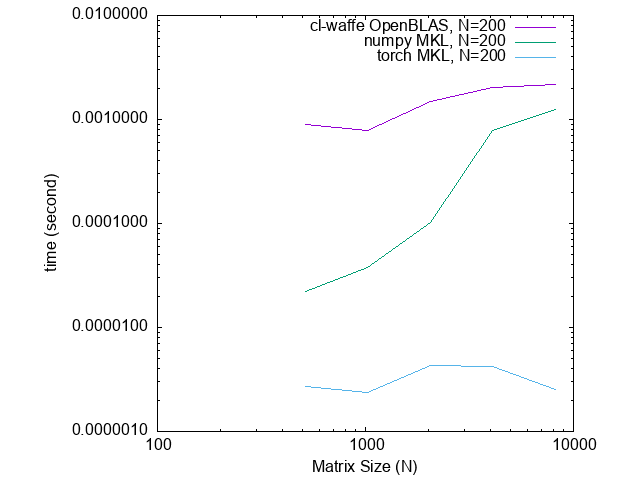 0.0100000
cl-waffe OpenBLAS, N=200
numpy MKL, N=200
torch MKL, N=200
0.0010000
0.0001000
0.0000100
0.0000010
time (second)
100
1000
10000
Matrix Size (N)